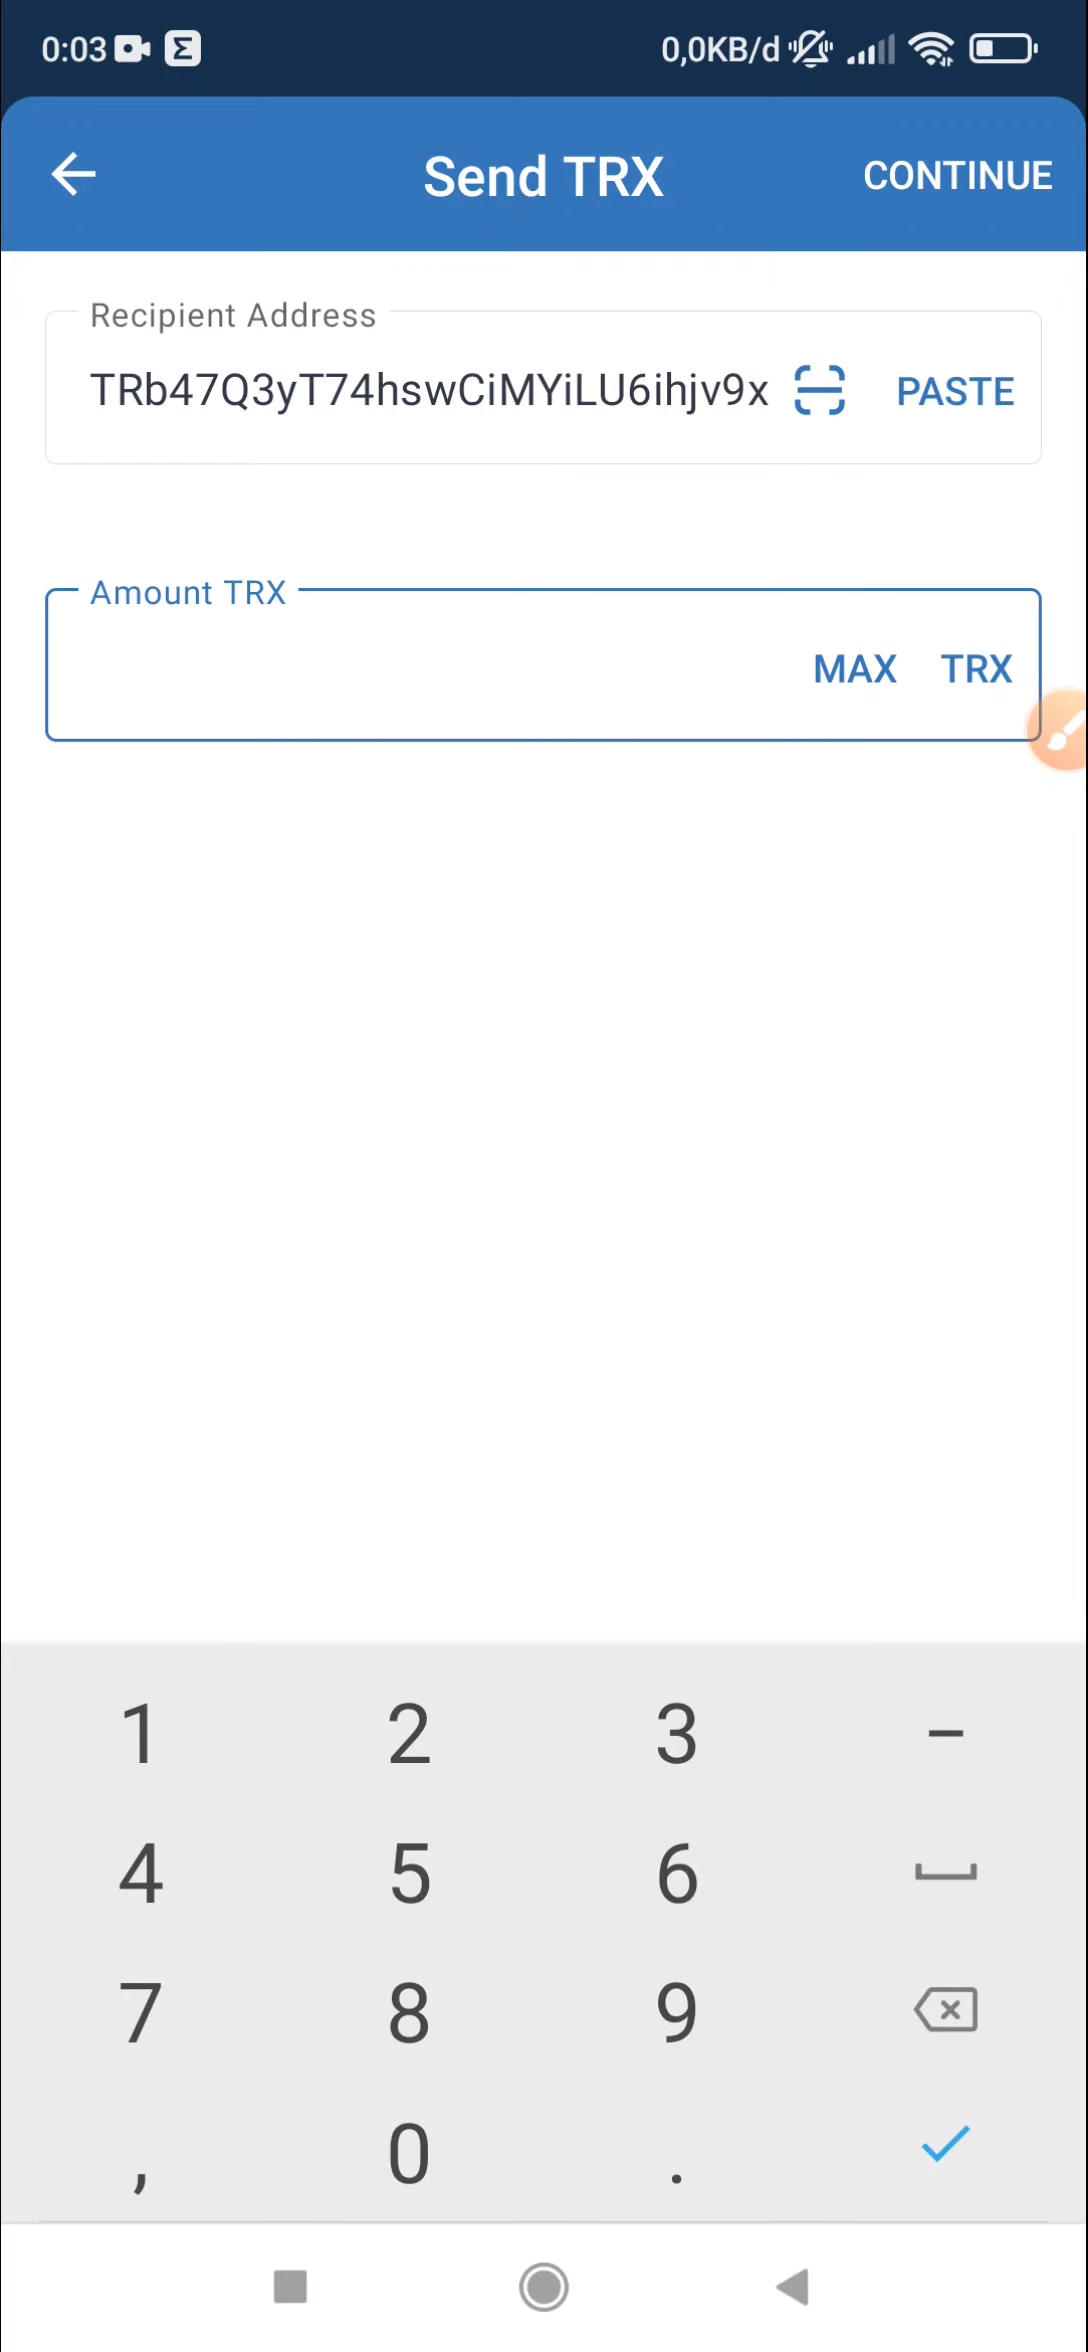 0:03 0,0KB/d
Send TRX CONTINUE
Recipient Address
TRb47Q3yT74hswCiMYiLU6ihjv9x PASTE
Amount TRX
MAX TRX
1 2 3 –
4 5 6
7 8 9
, 0 .